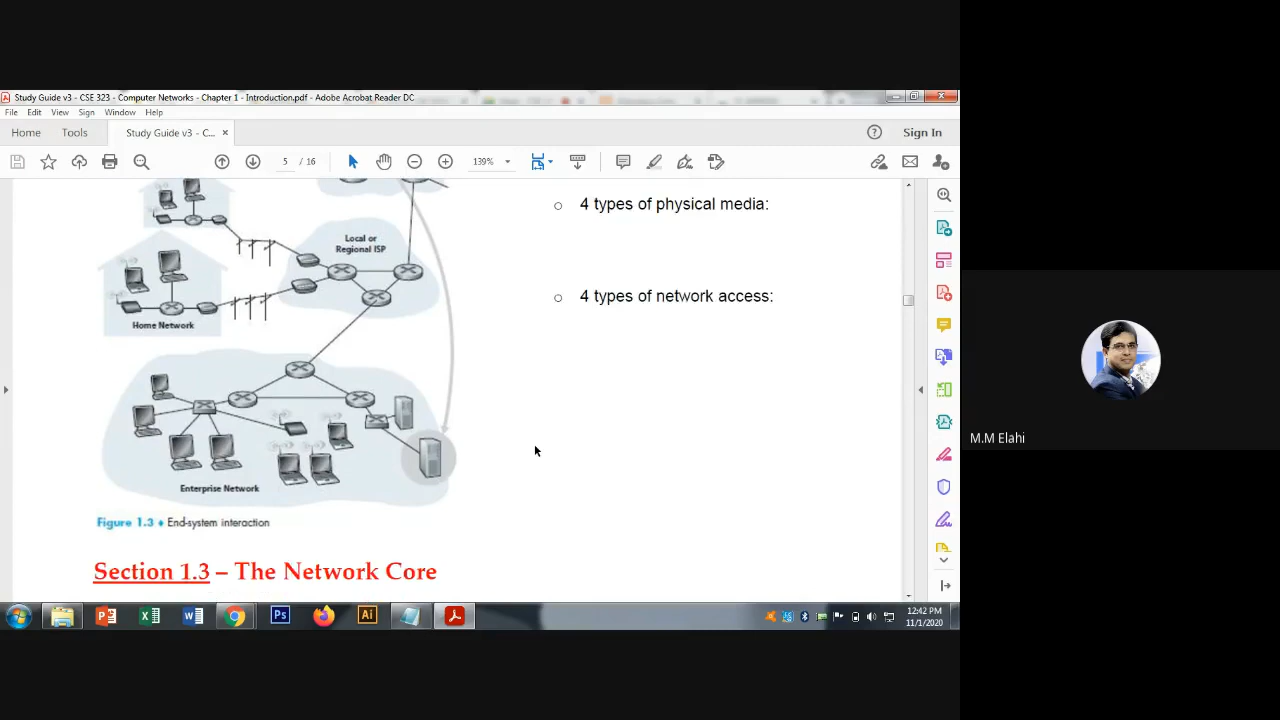 Study Guide v3 - CSE 323 - Computer Networks - Chapter 1 - Introduction.pdf - Adobe Acrobat Reader DC
File Edit View Sign Window Help
Home Tools Study Guide v3 - C... × Sign In
5 / 16 139%
4 types of physical media:
Local or
Regional ISP
4 types of network access:
Home Network
M.M Elahi
Enterprise Network
Figure 1.3 ♦ End-system interaction
Section 1.3 – The Network Core
12:42 PM
11/1/2020